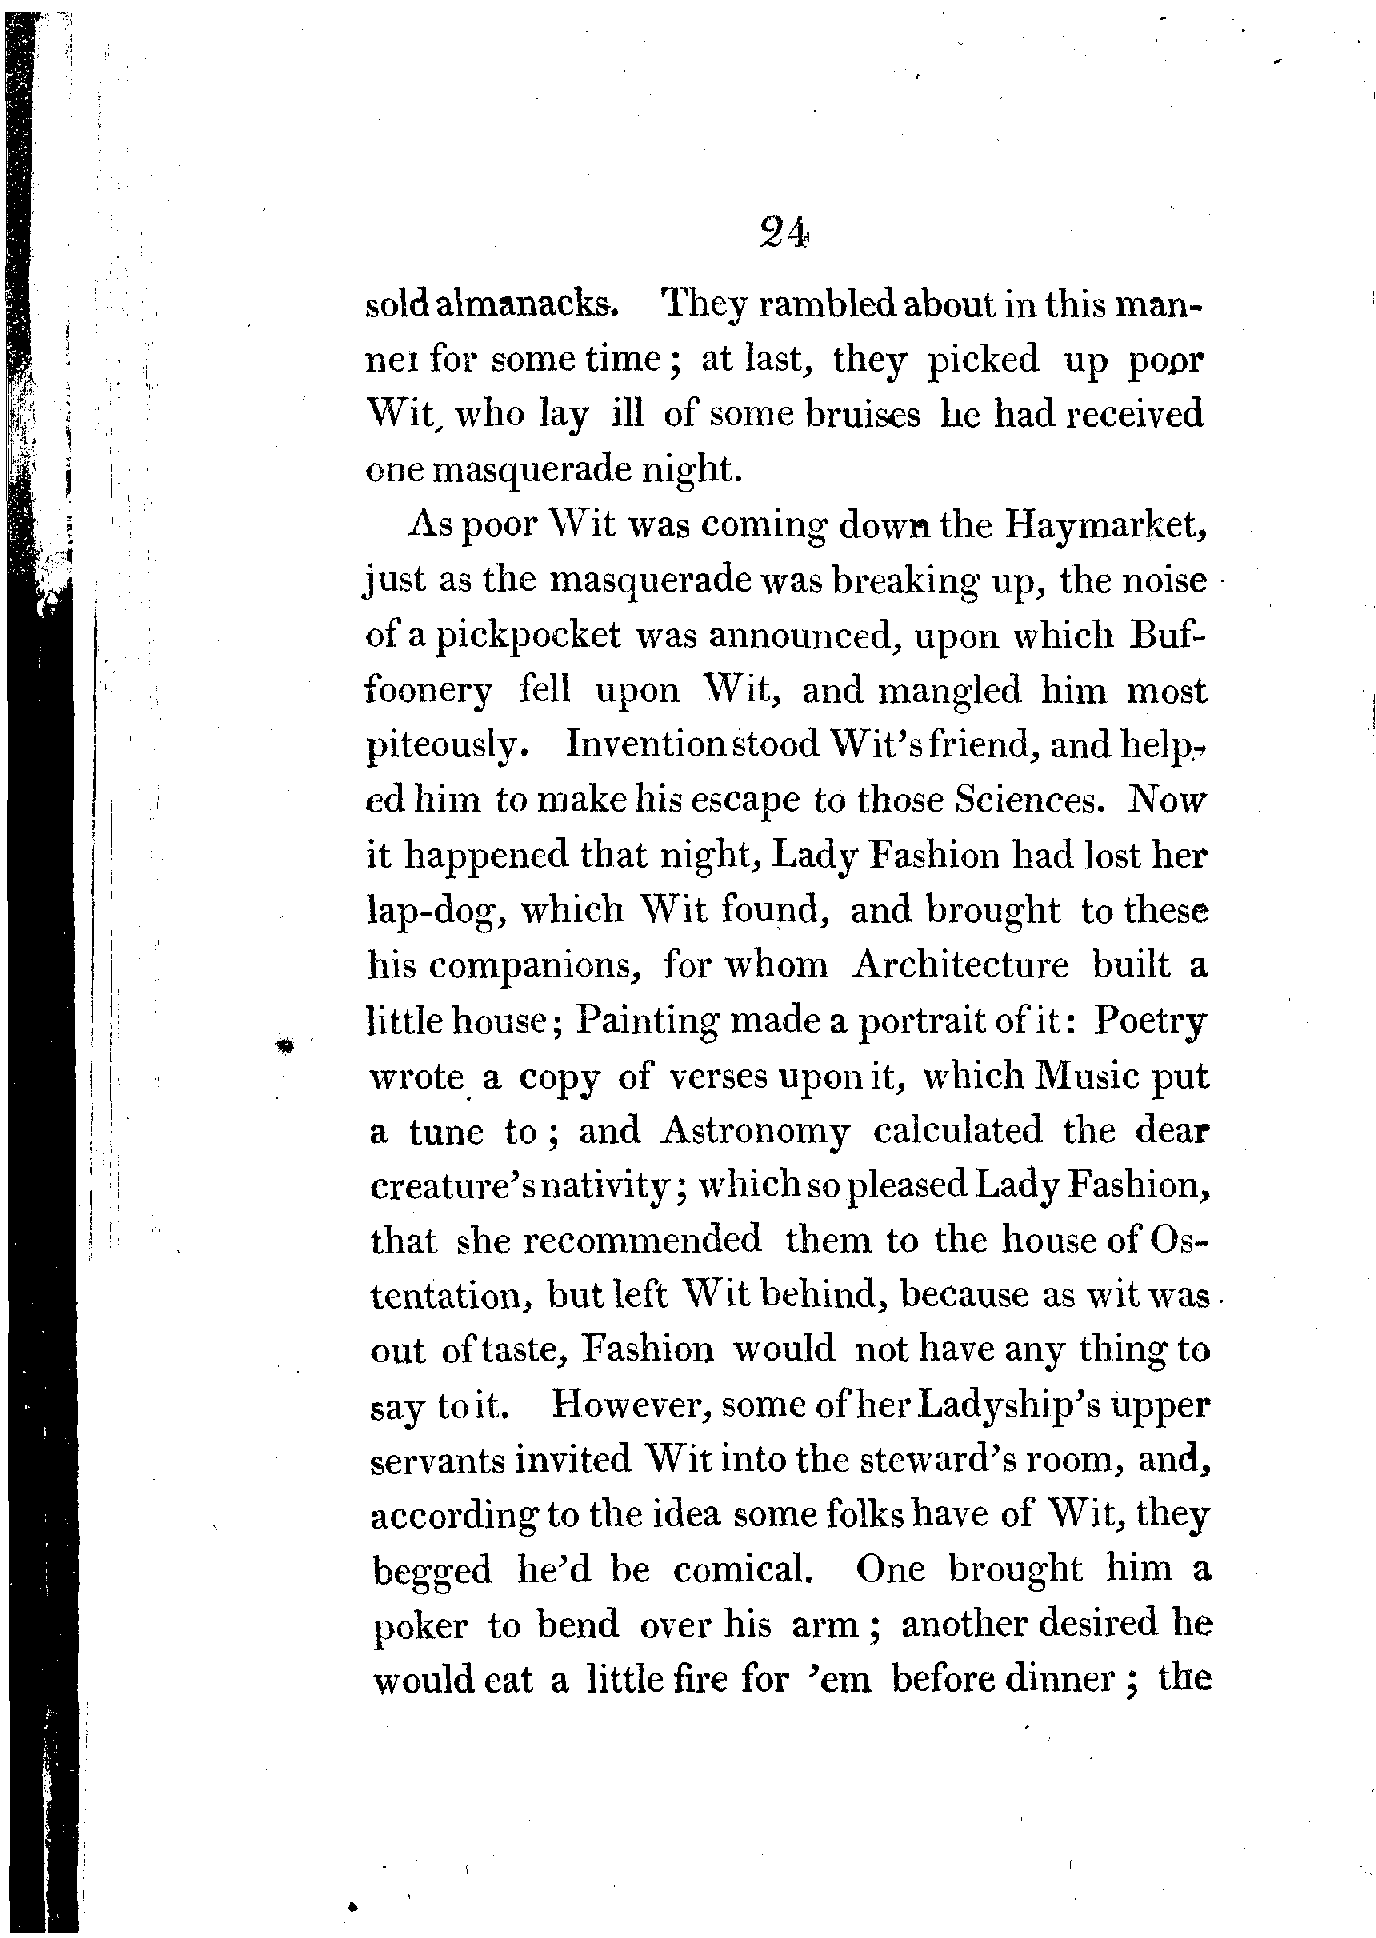 24
sold almanacks. They rambled about in this man-
ner for some time; at last, they picked up poor
Wit, who lay ill of some bruises he had received
one masquerade night.
As poor Wit was coming down the Haymarket,
just as the masquerade was breaking up, the noise
of a pickpocket was announced, upon which Buf-
foonery fell upon Wit, and mangled him most
piteously. Invention stood Wit's friend, and help-
ed him to make his escape to those Sciences. Now
it happened that night, Lady Fashion had lost her
lap-dog, which Wit found, and brought to these
his companions, for whom Architecture built a
little house; Painting made a portrait of it: Poetry
wrote a copy of verses upon it, which Music put
a tune to; and Astronomy calculated the dear
creature's nativity; which so pleased Lady Fashion,
that she recommended them to the house of Os-
tentation, but left Wit behind, because as wit was
out of taste, Fashion would not have any thing to
say to it. However, some of her Ladyship's upper
servants invited Wit into the steward's room, and,
according to the idea some folks have of Wit, they
begged he'd be comical. One brought him a
poker to bend over his arm; another desired he
would eat a little fire for 'em before dinner; the